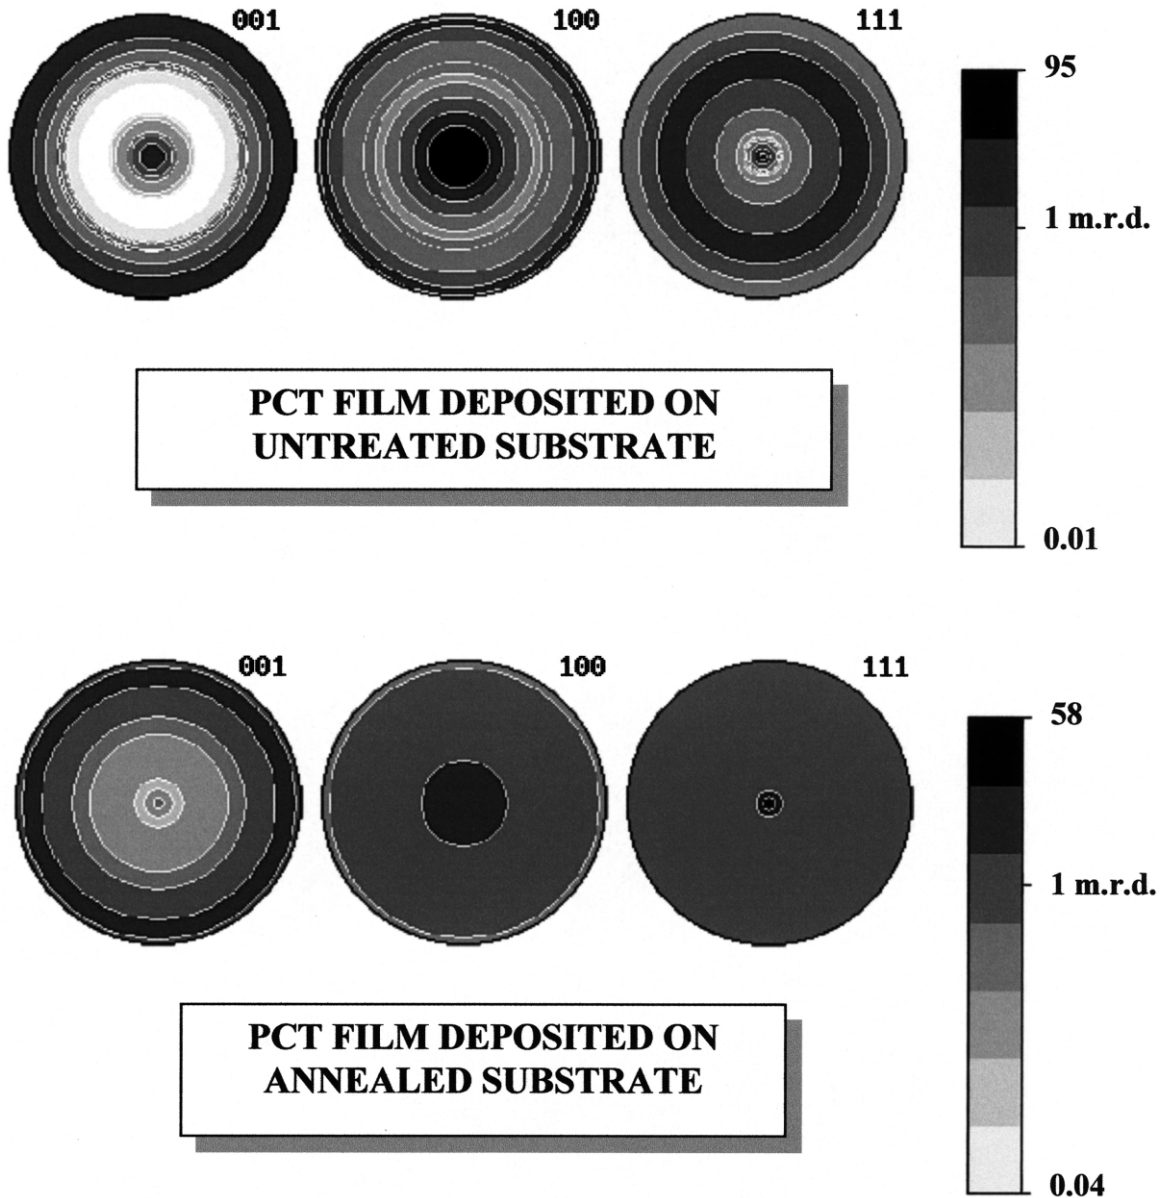 001
100
111
95
1 m.r.d.
0.01
PCT FILM DEPOSITED ON
UNTREATED SUBSTRATE
001
100
111
58
1 m.r.d.
0.04
PCT FILM DEPOSITED ON
ANNEALED SUBSTRATE